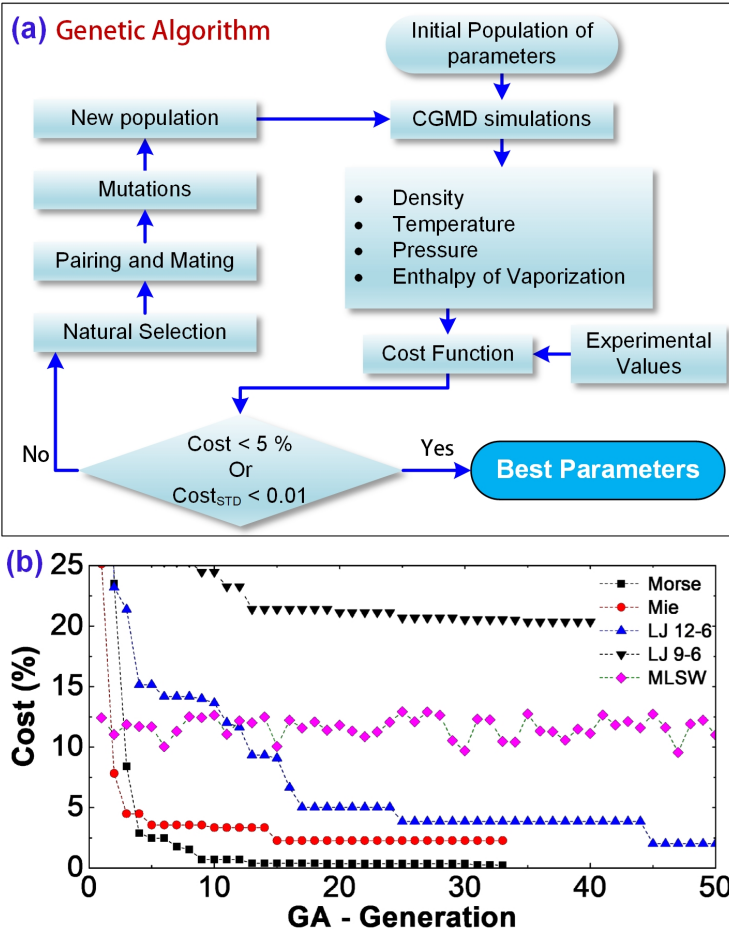 (a) Genetic Algorithm
Initial Population of
parameters
New population
CGMD simulations
Mutations
• Density
• Temperature
• Pressure
• Enthalpy of Vaporization
Pairing and Mating
Natural Selection
Cost Function
Experimental
Values
No
Cost < 5 %
Or
CostSTD < 0.01
Yes
Best Parameters
(b)
Cost (%)
25
20
15
10
5
0
Morse
Mie
LJ 12-6
LJ 9-6
MLSW
0 10 20 30 40 50
GA - Generation